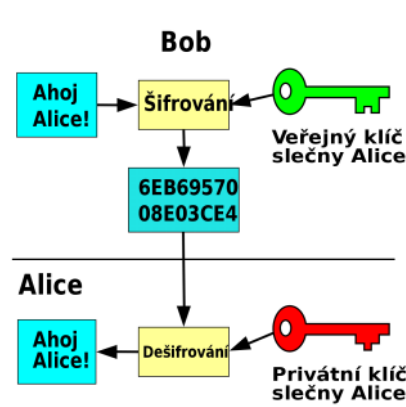 Bob
Ahoj
Alice!
Šifrování
Veřejný klíč
slečny Alice
6EB69570
08E03CE4
Alice
Ahoj
Alice!
Dešifrování
Privátní klíč
slečny Alice